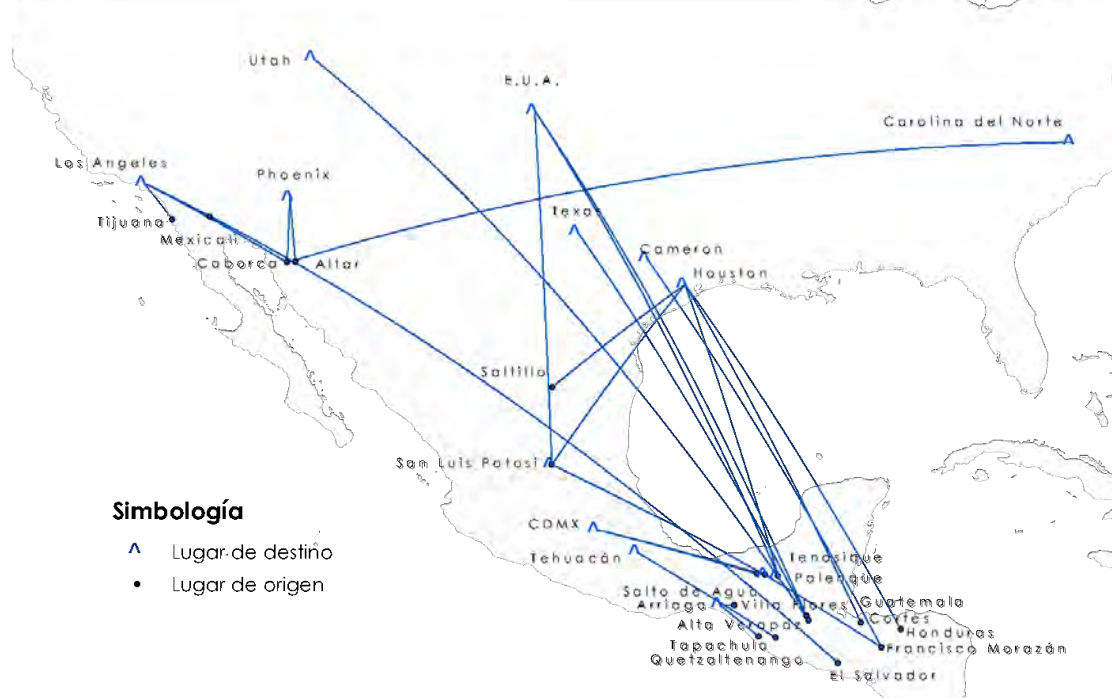 Utah
E.U.A.
Carolina del Norte
Los Angeles
Phoenix
Texas
Tijuana
Mexicali
Cameron
Caborca
Altar
Houston
Saltillo
San Luis Potosí
Simbología
Lugar de destino
Lugar de origen
CDMX
Tehuacán
Tenosique
Palenque
Salto de Agua
Arriaga
Villa Flores
Guatemala
Alta Verapaz
Cortés
Honduras
Tapachula
Francisco Morazán
Quetzaltenango
El Salvador